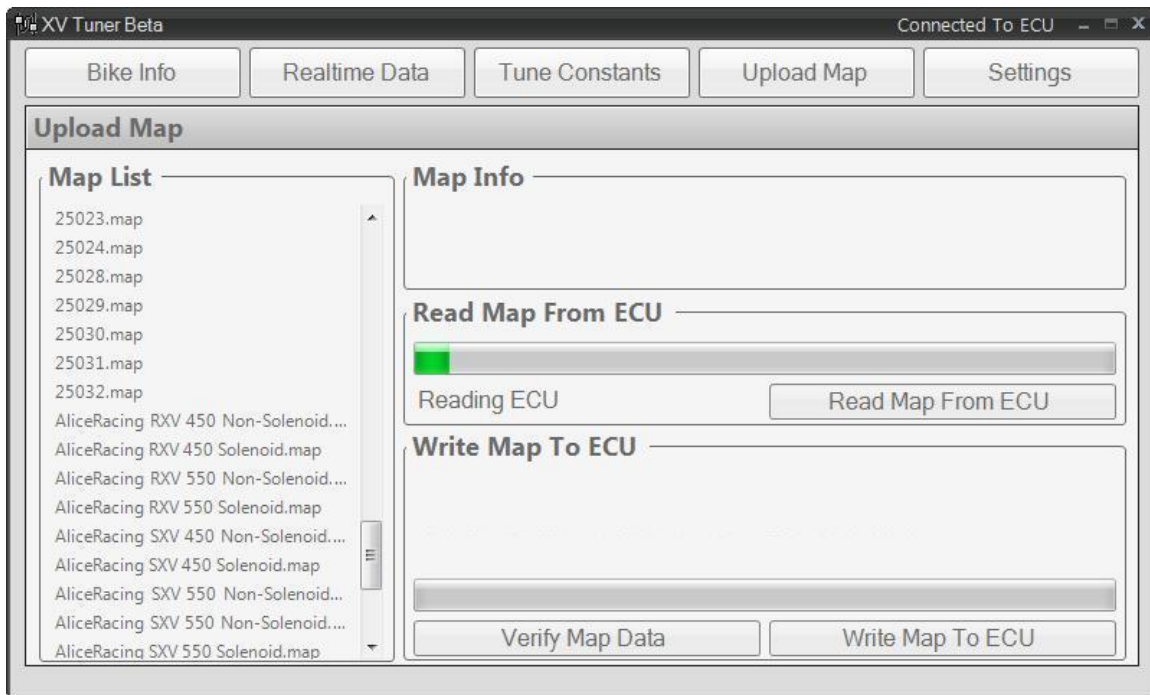 XV Tuner Beta
Connected To ECU
Bike Info
Realtime Data
Tune Constants
Upload Map
Settings
Upload Map
Map List
25023.map
25024.map
25028.map
25029.map
25030.map
25031.map
25032.map
AliceRacing RXV 450 Non-Solenoid....
AliceRacing RXV 450 Solenoid.map
AliceRacing RXV 550 Non-Solenoid....
AliceRacing RXV 550 Solenoid.map
AliceRacing SXV 450 Non-Solenoid....
AliceRacing SXV 450 Solenoid.map
AliceRacing SXV 550 Non-Solenoid...
AliceRacing SXV 550 Non-Solenoid....
AliceRacing SXV 550 Solenoid.map
Map Info
Read Map From ECU
Reading ECU
Read Map From ECU
Write Map To ECU
Verify Map Data
Write Map To ECU